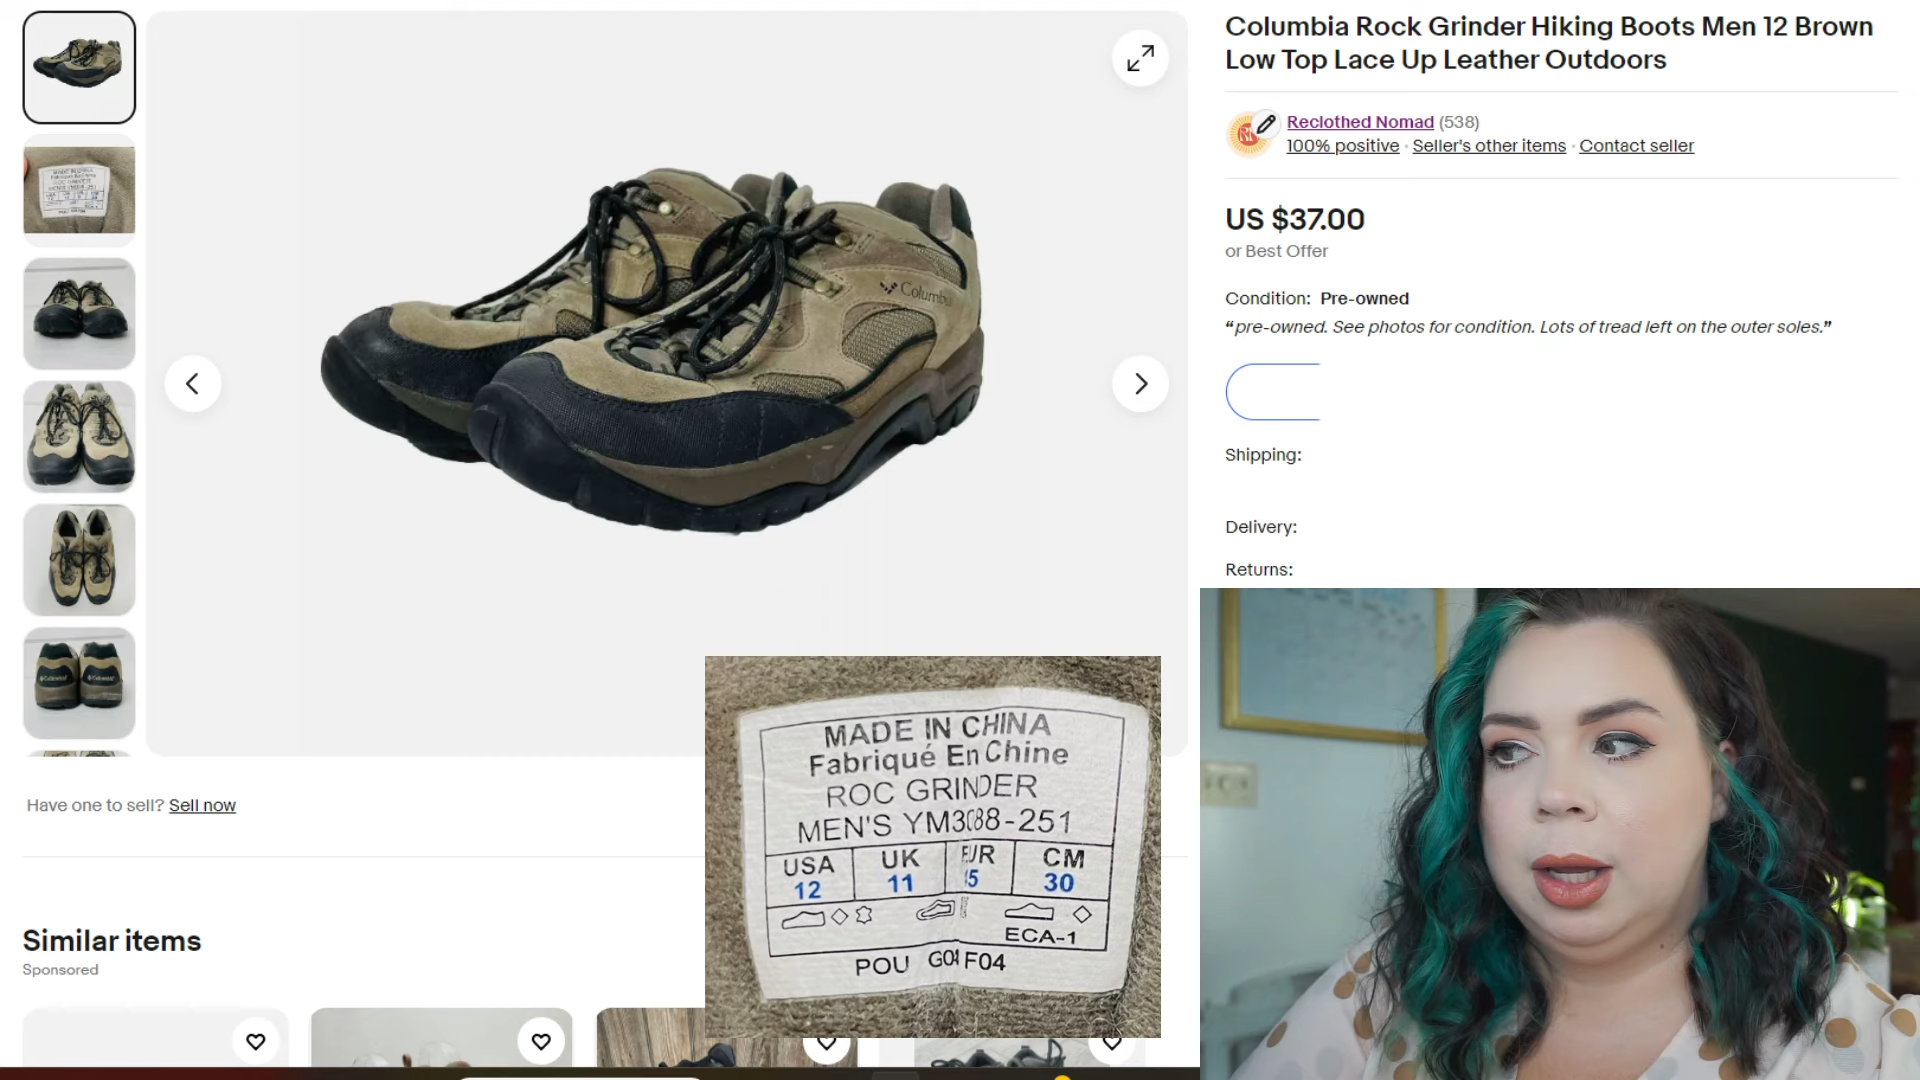 Columbia Rock Grinder Hiking Boots Men 12 Brown
Low Top Lace Up Leather Outdoors
Reclothed Nomad (538)
100% positive · Seller's other items · Contact seller
US $37.00
or Best Offer
Condition: Pre-owned
“pre-owned. See photos for condition. Lots of tread left on the outer soles.”
Shipping:
Delivery:
Returns:
Columbia
Have one to sell? Sell now
Similar items
Sponsored
MADE IN CHINA
Fabriqué En Chine
ROC GRINDER
MEN'S YM3088-251
USA UK EUR CM
12 11 30
ECA-1
POU F04